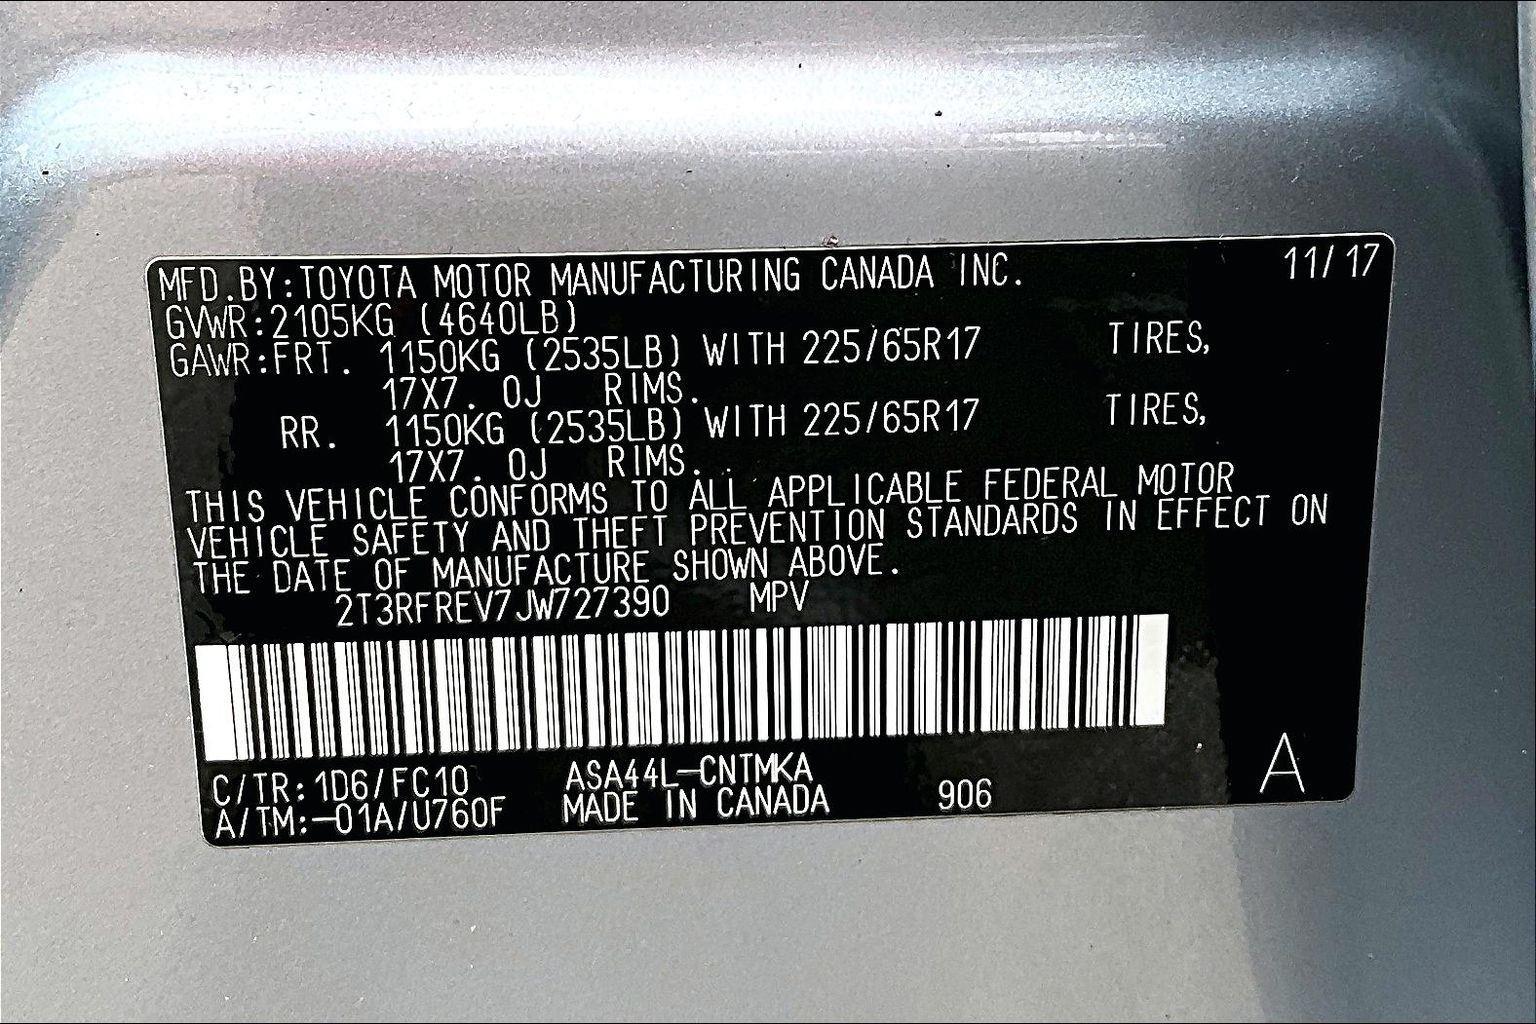 MFD.BY:TOYOTA MOTOR MANUFACTURING CANADA INC. 11/17
GVWR:2105KG (4640LB)
GAWR:FRT. 1150KG (2535LB) WITH 225/65R17 TIRES,
17X7. 0J RIMS.
RR. 1150KG (2535LB) WITH 225/65R17 TIRES,
17X7. 0J RIMS.
THIS VEHICLE CONFORMS TO ALL APPLICABLE FEDERAL MOTOR
VEHICLE SAFETY AND THEFT PREVENTION STANDARDS IN EFFECT ON
THE DATE OF MANUFACTURE SHOWN ABOVE.
2T3RFREV7JW727390 MPV
C/TR:1D6/FC10 ASA44L-CNTMKA
A/TM:-01A/U760F MADE IN CANADA 906 A